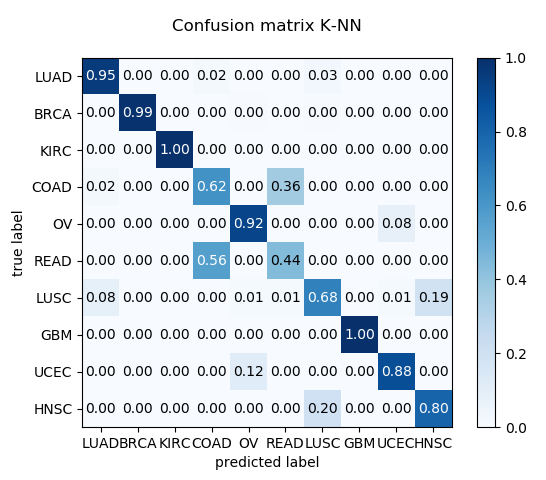 Confusion matrix K-NN
LUAD 0.95 0.00 0.00 0.02 0.00 0.00 0.03 0.00 0.00 0.00
BRCA 0.00 0.99 0.00 0.00 0.00 0.00 0.00 0.00 0.00 0.00
KIRC 0.00 0.00 1.00 0.00 0.00 0.00 0.00 0.00 0.00 0.00
COAD 0.02 0.00 0.00 0.62 0.00 0.36 0.00 0.00 0.00 0.00
OV 0.00 0.00 0.00 0.00 0.92 0.00 0.00 0.00 0.08 0.00
READ 0.00 0.00 0.00 0.56 0.00 0.44 0.00 0.00 0.00 0.00
LUSC 0.08 0.00 0.00 0.00 0.01 0.01 0.68 0.00 0.01 0.19
GBM 0.00 0.00 0.00 0.00 0.00 0.00 0.00 1.00 0.00 0.00
UCEC 0.00 0.00 0.00 0.00 0.12 0.00 0.00 0.00 0.88 0.00
HNSC 0.00 0.00 0.00 0.00 0.00 0.00 0.20 0.00 0.00 0.80
LUAD BRCA KIRC COAD OV READ LUSC GBM UCEC HNSC
predicted label
true label
1.0
0.8
0.6
0.4
0.2
0.0